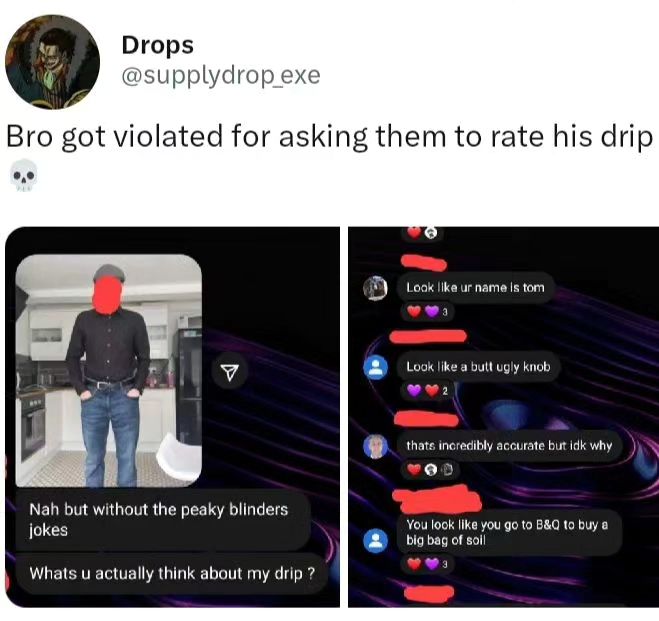 Drops
@supplydrop_exe
Bro got violated for asking them to rate his drip
💀
Nah but without the peaky blinders
jokes
Whats u actually think about my drip ?
Look like ur name is tom
3
Look like a butt ugly knob
2
thats incredibly accurate but idk why
You look like you go to B&Q to buy a
big bag of soil
3